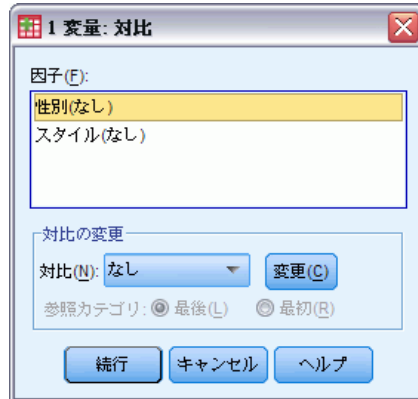 1 変量: 対比
因子(F):
性別(なし)
スタイル(なし)
対比の変更
対比(N): なし 変更(C)
参照カテゴリ: 最後(L) 最初(R)
続行 キャンセル ヘルプ